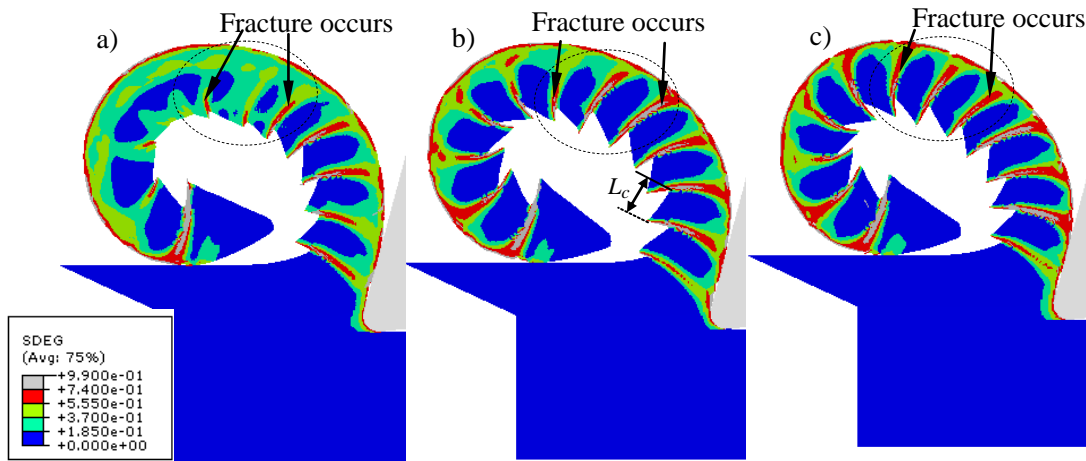 Fracture occurs
Fracture occurs
Fracture occurs
a)
b)
c)
Lc
SDEG
(Avg: 75%)
+9.900e-01
+7.400e-01
+5.550e-01
+3.700e-01
+1.850e-01
+0.000e+00